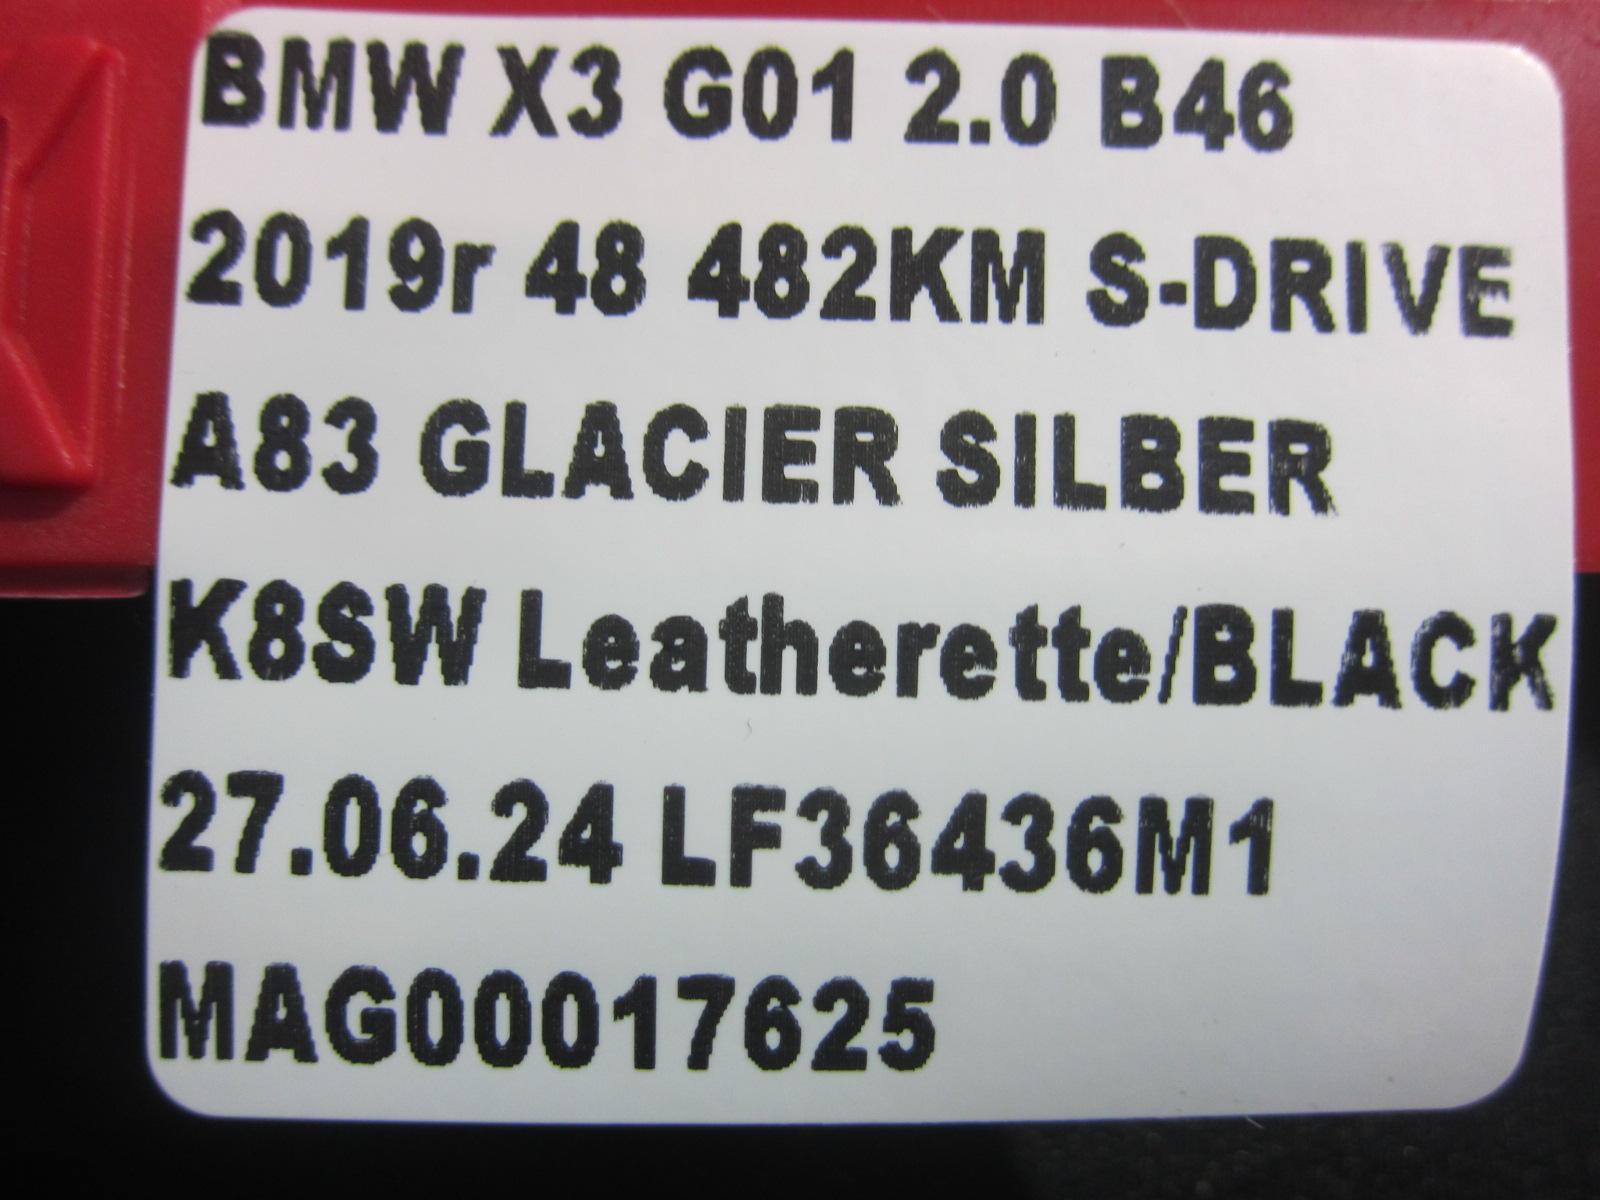 BMW X3 G01 2.0 B46
2019r 48 482KM S-DRIVE
A83 GLACIER SILBER
K8SW Leatherette/BLACK
27.06.24 LF36436M1
MAG00017625